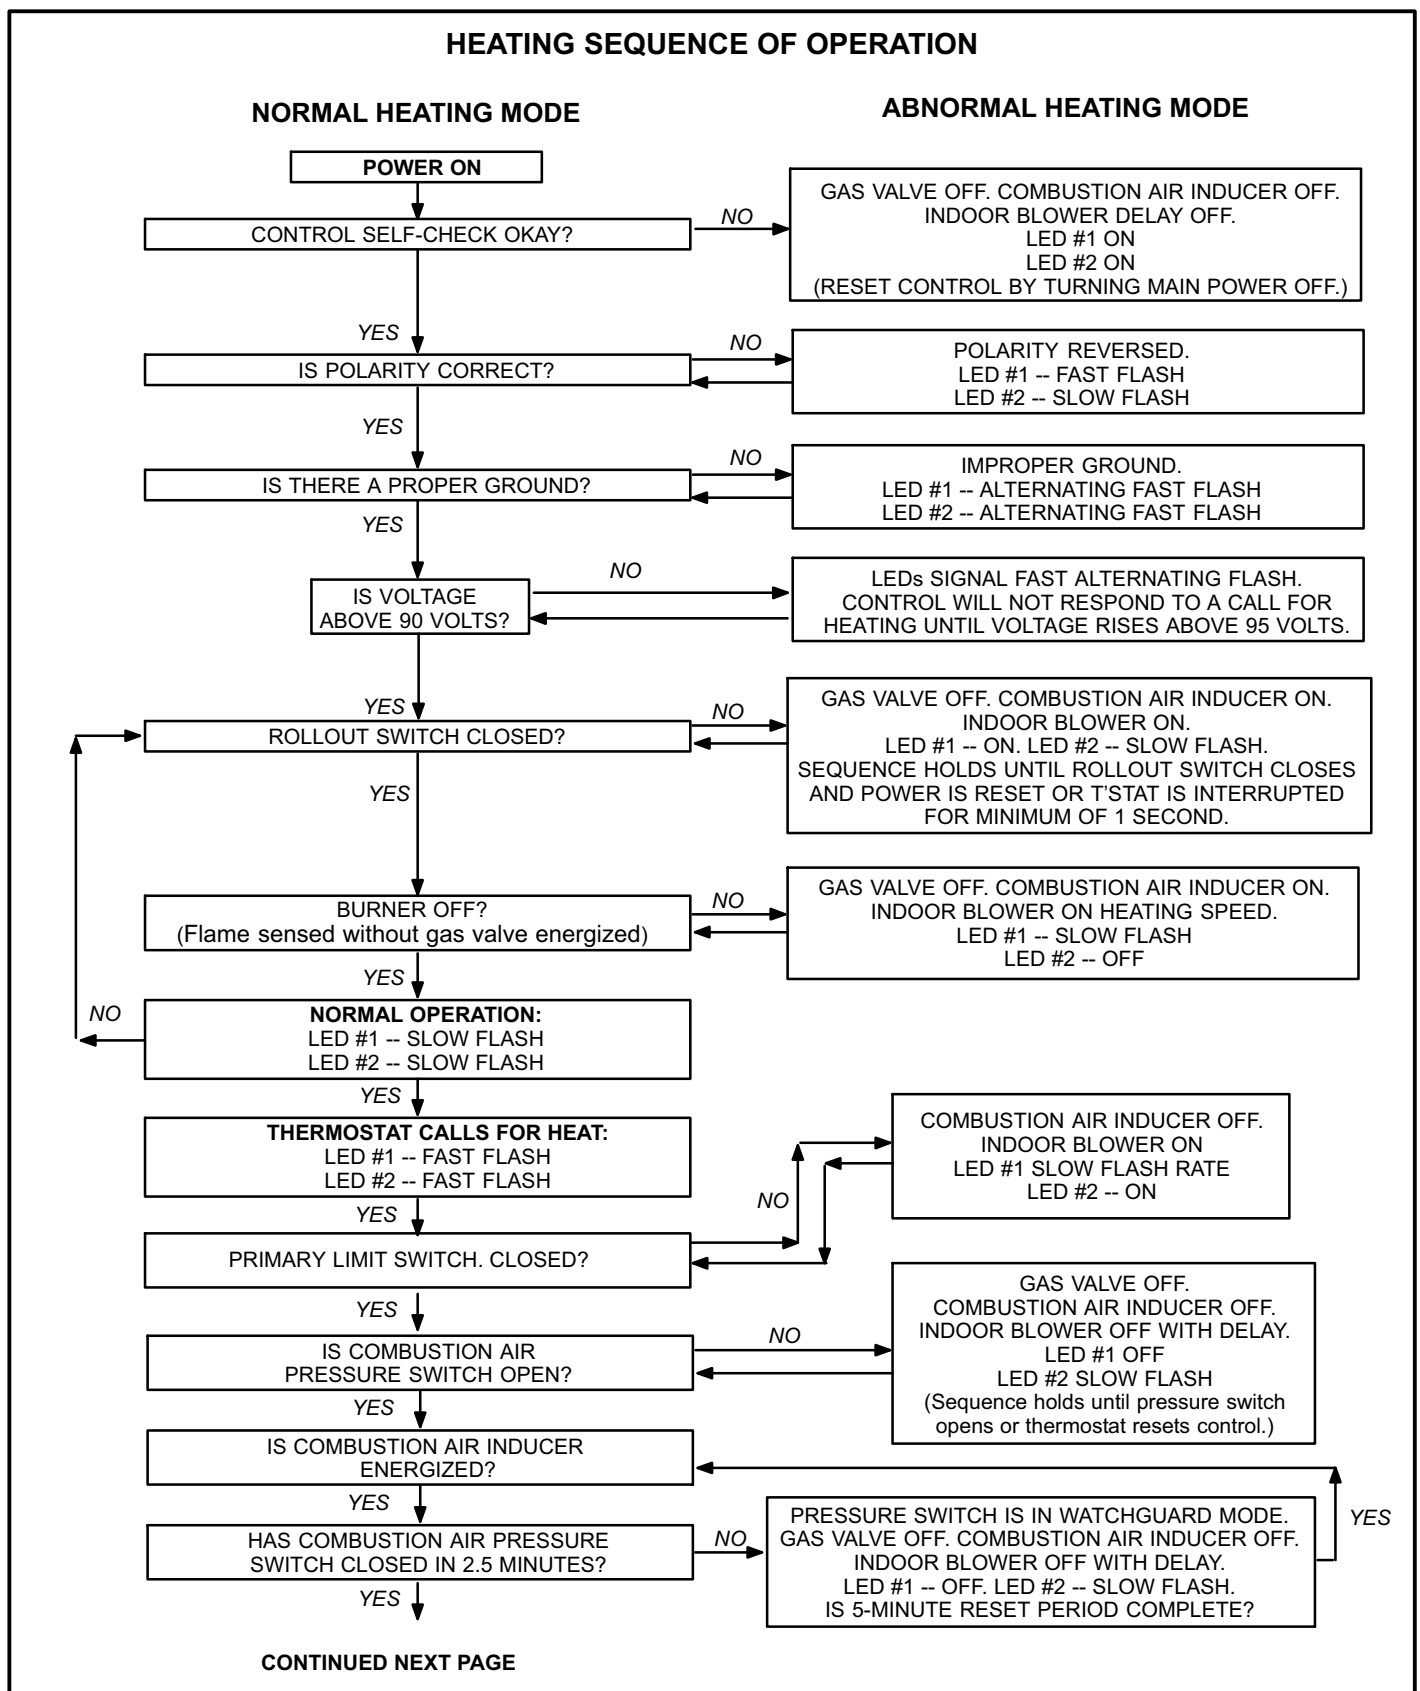 HEATING SEQUENCE OF OPERATION
NORMAL HEATING MODE
ABNORMAL HEATING MODE
POWER ON
CONTROL SELF-CHECK OKAY?
NO
GAS VALVE OFF. COMBUSTION AIR INDUCER OFF.
INDOOR BLOWER DELAY OFF.
LED #1 ON
LED #2 ON
(RESET CONTROL BY TURNING MAIN POWER OFF.)
YES
IS POLARITY CORRECT?
NO
POLARITY REVERSED.
LED #1 -- FAST FLASH
LED #2 -- SLOW FLASH
YES
IS THERE A PROPER GROUND?
NO
IMPROPER GROUND.
LED #1 -- ALTERNATING FAST FLASH
LED #2 -- ALTERNATING FAST FLASH
YES
IS VOLTAGE
ABOVE 90 VOLTS?
NO
LEDs SIGNAL FAST ALTERNATING FLASH.
CONTROL WILL NOT RESPOND TO A CALL FOR
HEATING UNTIL VOLTAGE RISES ABOVE 95 VOLTS.
YES
ROLLOUT SWITCH CLOSED?
NO
GAS VALVE OFF. COMBUSTION AIR INDUCER ON.
INDOOR BLOWER ON.
LED #1 -- ON. LED #2 -- SLOW FLASH.
SEQUENCE HOLDS UNTIL ROLLOUT SWITCH CLOSES
AND POWER IS RESET OR T'STAT IS INTERRUPTED
FOR MINIMUM OF 1 SECOND.
YES
BURNER OFF?
(Flame sensed without gas valve energized)
NO
GAS VALVE OFF. COMBUSTION AIR INDUCER ON.
INDOOR BLOWER ON HEATING SPEED.
LED #1 -- SLOW FLASH
LED #2 -- OFF
YES
NO
NORMAL OPERATION:
LED #1 -- SLOW FLASH
LED #2 -- SLOW FLASH
YES
THERMOSTAT CALLS FOR HEAT:
LED #1 -- FAST FLASH
LED #2 -- FAST FLASH
COMBUSTION AIR INDUCER OFF.
INDOOR BLOWER ON
LED #1 SLOW FLASH RATE
LED #2 -- ON
NO
YES
PRIMARY LIMIT SWITCH. CLOSED?
YES
IS COMBUSTION AIR
PRESSURE SWITCH OPEN?
NO
GAS VALVE OFF.
COMBUSTION AIR INDUCER OFF.
INDOOR BLOWER OFF WITH DELAY.
LED #1 OFF
LED #2 SLOW FLASH
(Sequence holds until pressure switch
opens or thermostat resets control.)
YES
IS COMBUSTION AIR INDUCER
ENERGIZED?
YES
HAS COMBUSTION AIR PRESSURE
SWITCH CLOSED IN 2.5 MINUTES?
NO
PRESSURE SWITCH IS IN WATCHGUARD MODE.
GAS VALVE OFF. COMBUSTION AIR INDUCER OFF.
INDOOR BLOWER OFF WITH DELAY.
LED #1 -- OFF. LED #2 -- SLOW FLASH.
IS 5-MINUTE RESET PERIOD COMPLETE?
YES
YES
CONTINUED NEXT PAGE